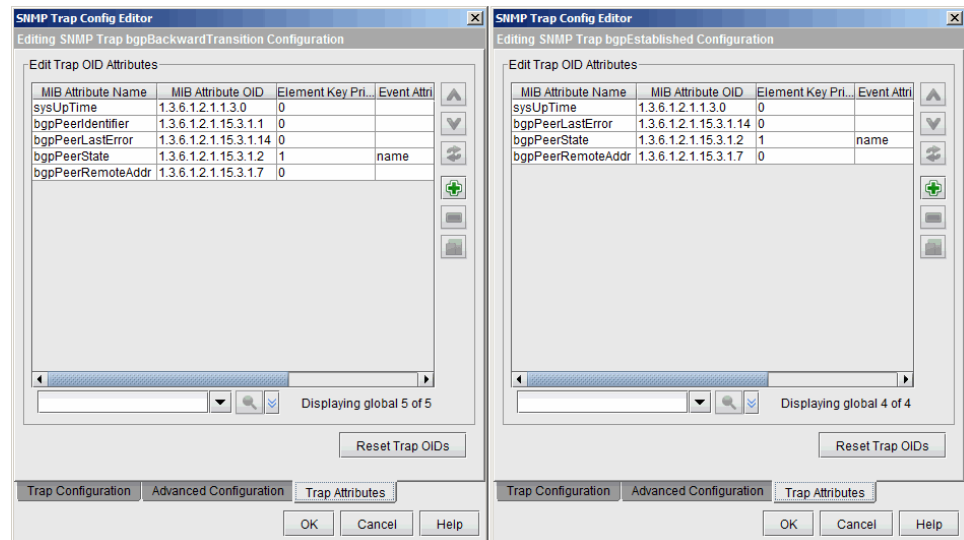 SNMP Trap Config Editor
Editing SNMP Trap bgpBackwardTransition Configuration
Edit Trap OID Attributes
MIB Attribute Name MIB Attribute OID Element Key Pri... Event Attri
sysUpTime 1.3.6.1.2.1.1.3.0 0
bgpPeerIdentifier 1.3.6.1.2.1.15.3.1.1 0
bgpPeerLastError 1.3.6.1.2.1.15.3.1.14 0
bgpPeerState 1.3.6.1.2.1.15.3.1.2 1 name
bgpPeerRemoteAddr 1.3.6.1.2.1.15.3.1.7 0
Displaying global 5 of 5
Reset Trap OIDs
Trap Configuration Advanced Configuration Trap Attributes
OK Cancel Help
SNMP Trap Config Editor
Editing SNMP Trap bgpEstablished Configuration
Edit Trap OID Attributes
MIB Attribute Name MIB Attribute OID Element Key Pri... Event Attri
sysUpTime 1.3.6.1.2.1.1.3.0 0
bgpPeerLastError 1.3.6.1.2.1.15.3.1.14 0
bgpPeerState 1.3.6.1.2.1.15.3.1.2 1 name
bgpPeerRemoteAddr 1.3.6.1.2.1.15.3.1.7 0
Displaying global 4 of 4
Reset Trap OIDs
Trap Configuration Advanced Configuration Trap Attributes
OK Cancel Help